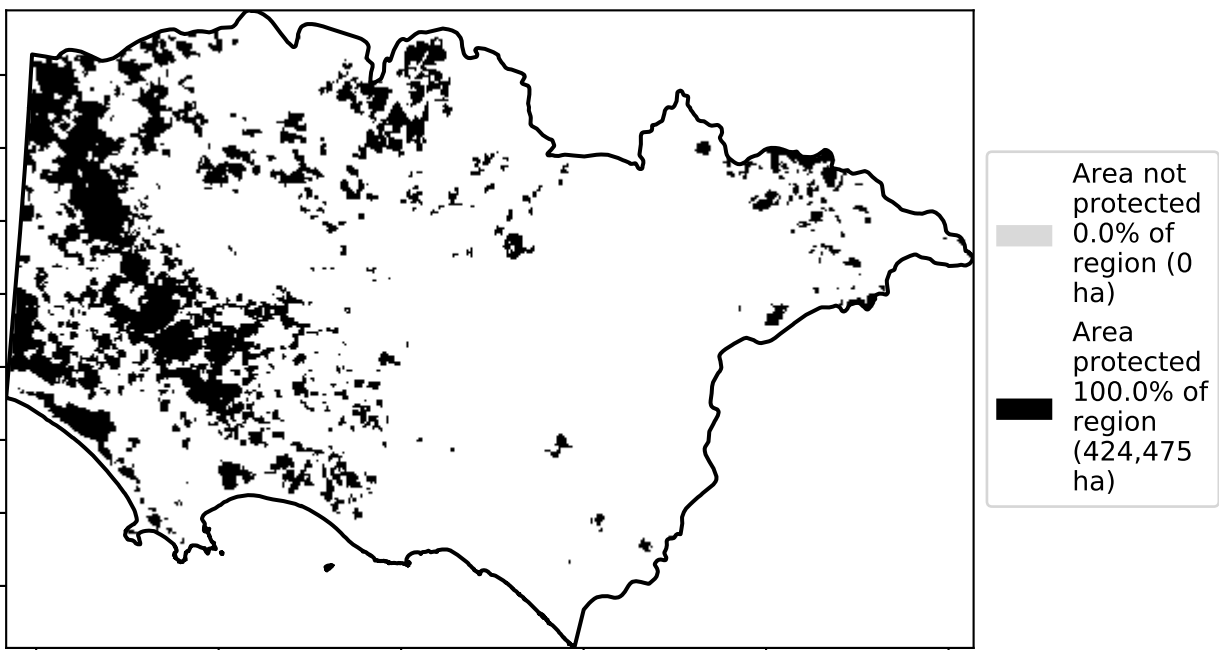 Area not
protected
0.0% of
region (0
ha)
Area
protected
100.0% of
region
(424,475
ha)